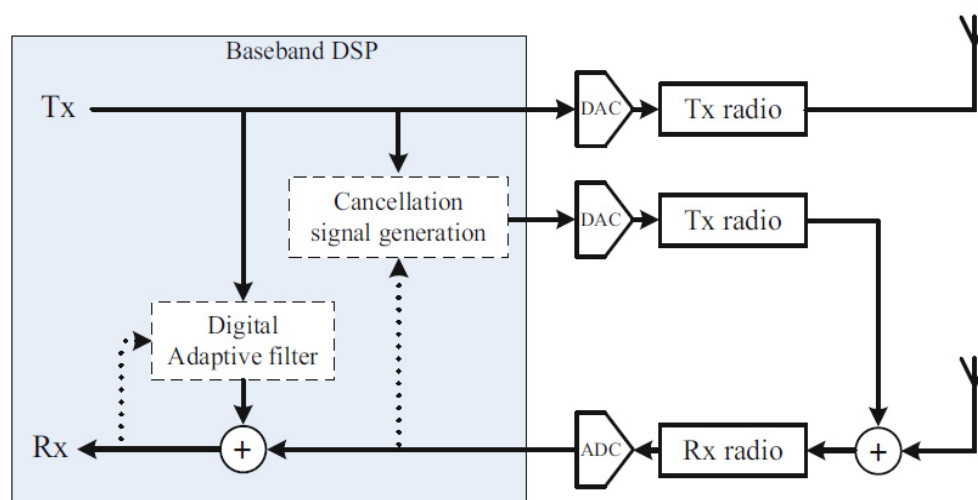 Baseband DSP
Tx
DAC
Tx radio
Cancellation
signal generation
DAC
Tx radio
Digital
Adaptive filter
Rx
+
ADC
Rx radio
+